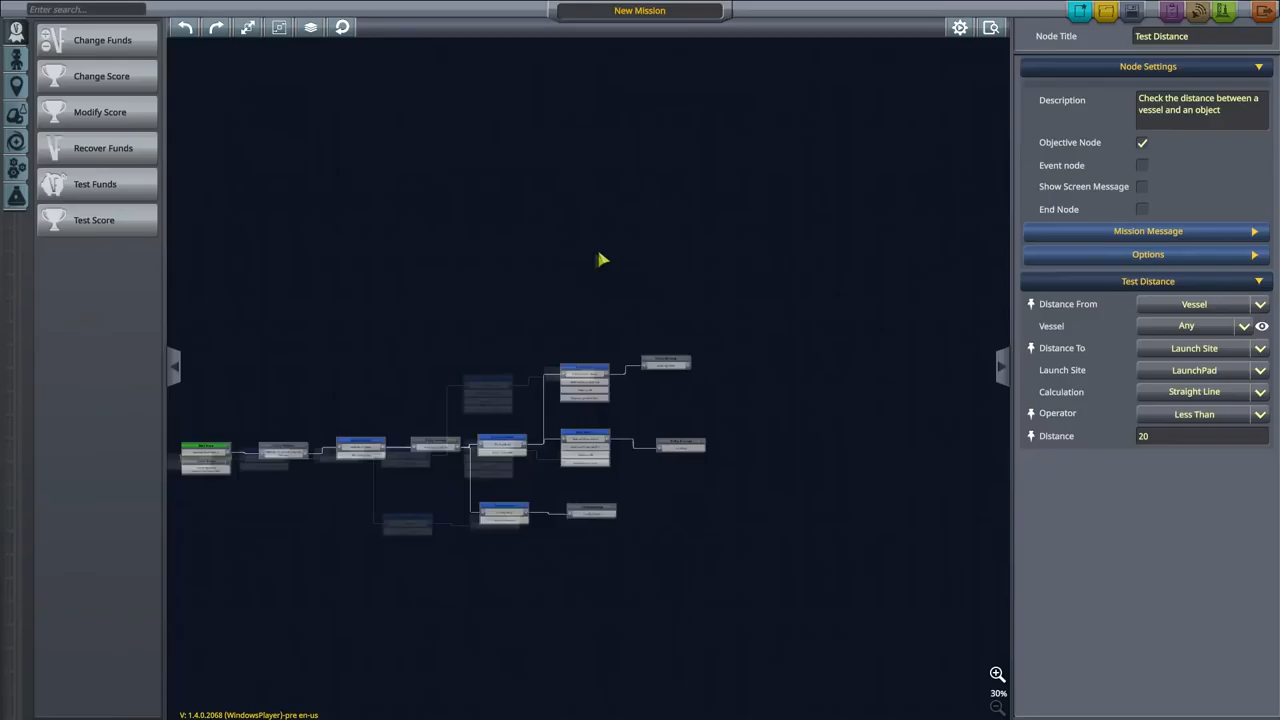 Enter search...
New Mission
Change Funds
Change Score
Modify Score
Recover Funds
Test Funds
Test Score
Node Title
Test Distance
Node Settings
Description
Check the distance between a
vessel and an object
Objective Node
Event node
Show Screen Message
End Node
Mission Message
Options
Test Distance
Distance From
Vessel
Vessel
Any
Distance To
Launch Site
Launch Site
LaunchPad
Calculation
Straight Line
Operator
Less Than
Distance
20
30%
V: 1.4.0.2068 (WindowsPlayer)-pre en-us